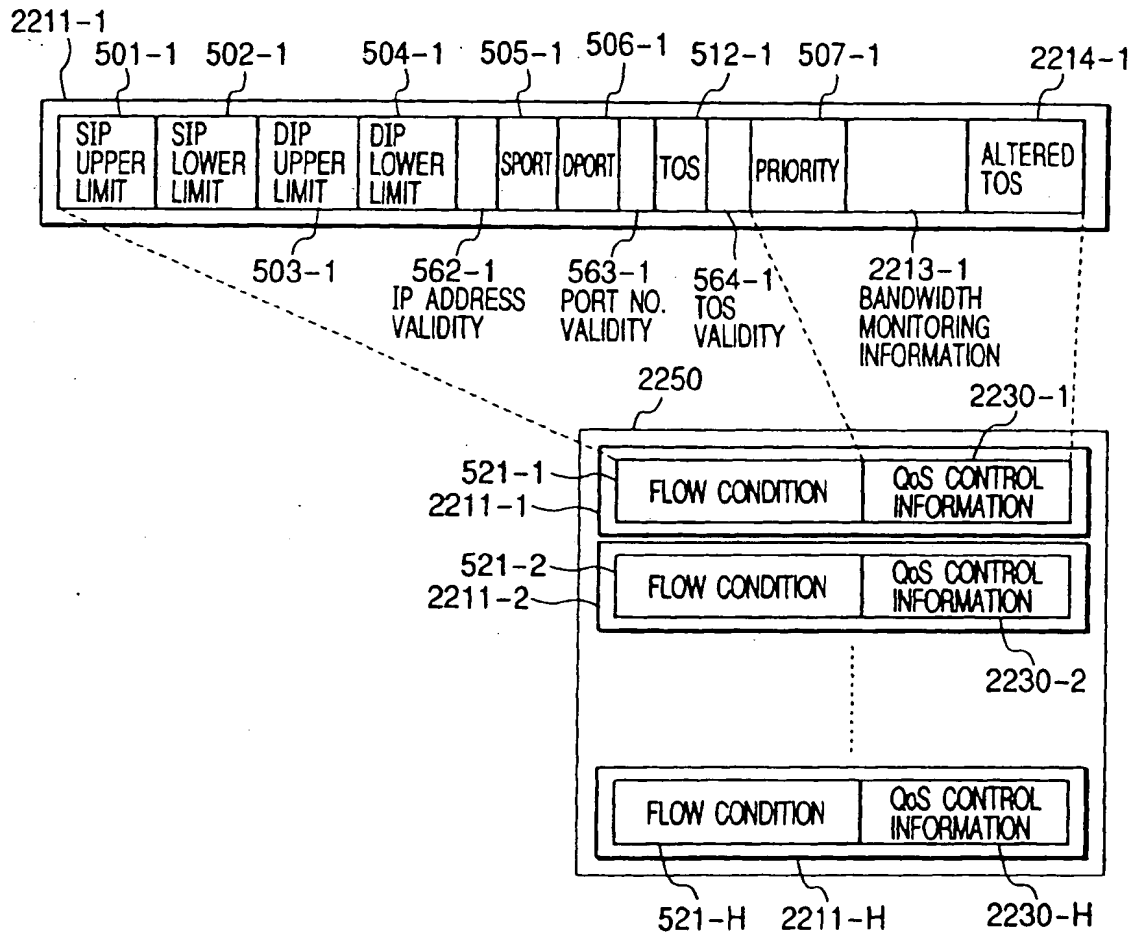 2211-1
501-1
502-1
504-1
505-1
506-1
512-1
507-1
2214-1
SIP
UPPER
LIMIT
SIP
LOWER
LIMIT
DIP
UPPER
LIMIT
DIP
LOWER
LIMIT
SPORT
DPORT
TOS
PRIORITY
ALTERED
TOS
503-1
562-1
IP ADDRESS
VALIDITY
563-1
PORT NO.
VALIDITY
564-1
TOS
VALIDITY
2213-1
BANDWIDTH
MONITORING
INFORMATION
2250
2230-1
521-1
2211-1
FLOW CONDITION
QoS CONTROL
INFORMATION
521-2
2211-2
FLOW CONDITION
QoS CONTROL
INFORMATION
2230-2
FLOW CONDITION
QoS CONTROL
INFORMATION
521-H
2211-H
2230-H